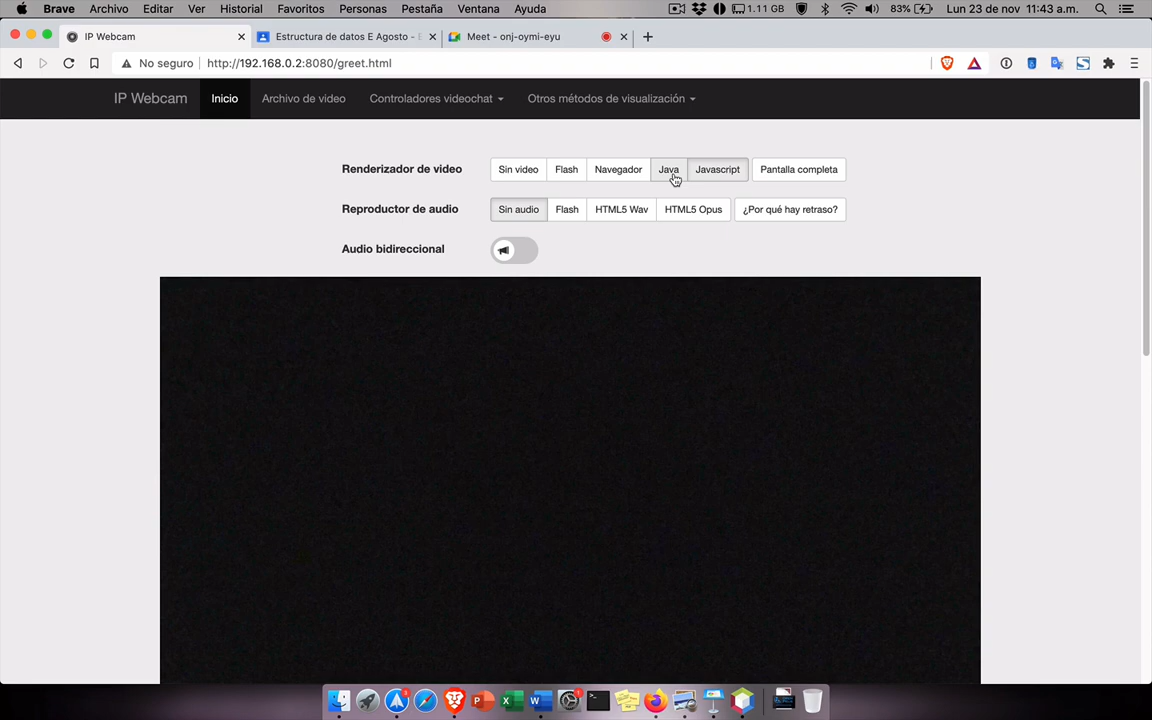 Brave Archivo Editar Ver Historial Favoritos Personas Pestaña Ventana Ayuda 1.11 GB 83% Lun 23 de nov 11:43 a.m.
IP Webcam Estructura de datos E Agosto - Meet - onj-oymi-eyu
No seguro http://192.168.0.2:8080/greet.html
IP Webcam Inicio Archivo de video Controladores videochat Otros métodos de visualización
Renderizador de video Sin video Flash Navegador Java Javascript Pantalla completa
Reproductor de audio Sin audio Flash HTML5 Wav HTML5 Opus ¿Por qué hay retraso?
Audio bidireccional